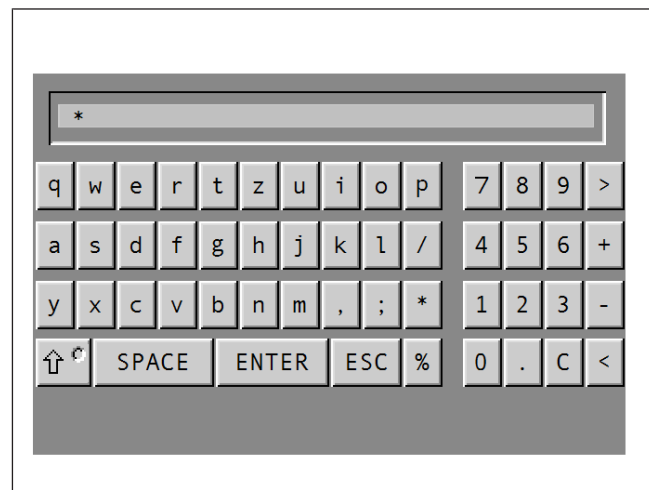 *
q w e r t z u i o p 7 8 9 >
a s d f g h j k l / 4 5 6 +
y x c v b n m , ; * 1 2 3 -
⇧ SPACE ENTER ESC % 0 . C <